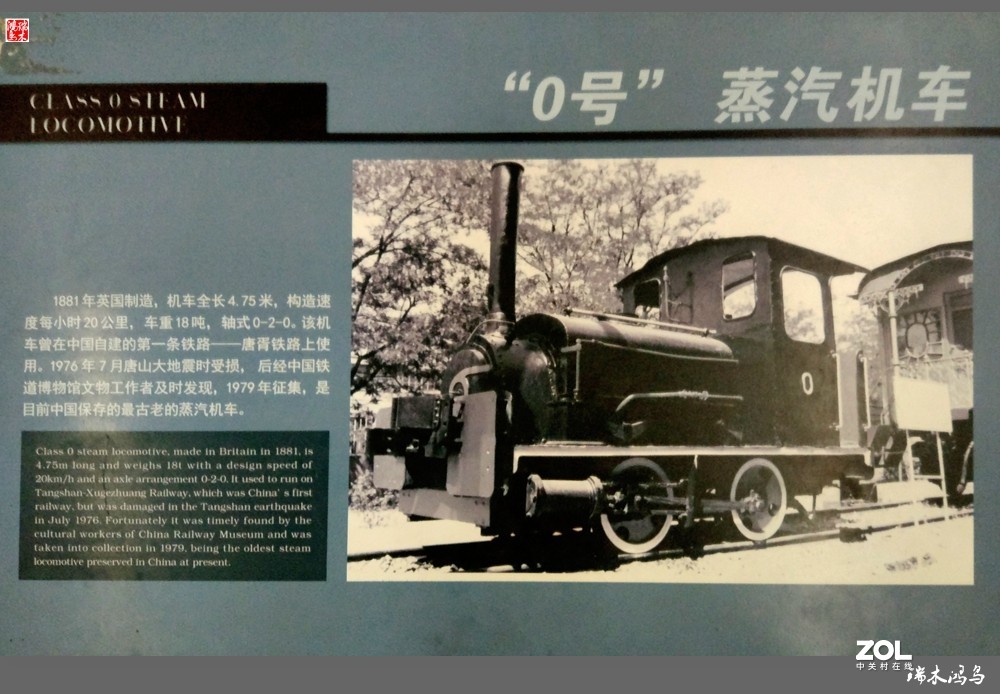 瑞鸿
木鸟
CLASS 0 STEAM
LOCOMOTIVE
“0号” 蒸汽机车
1881年英国制造，机车全长4.75米，构造速
度每小时20公里，车重18吨，轴式0-2-0。该机
车曾在中国自建的第一条铁路——唐胥铁路上使
用。1976年7月唐山大地震时受损，后经中国铁
道博物馆文物工作者及时发现，1979年征集，是
目前中国保存的最古老的蒸汽机车。
Class 0 steam locomotive, made in Britain in 1881, is
4.75m long and weighs 18t with a design speed of
20km/h and an axle arrangement 0-2-0. It used to run on
Tangshan-Xugezhuang Railway, which was China's first
railway, but was damaged in the Tangshan earthquake
in July 1976. Fortunately it was timely found by the
cultural workers of China Railway Museum and was
taken into collection in 1979, being the oldest steam
locomotive preserved in China at present.
0
ZOL
中关村在线
瑞木鸿鸟